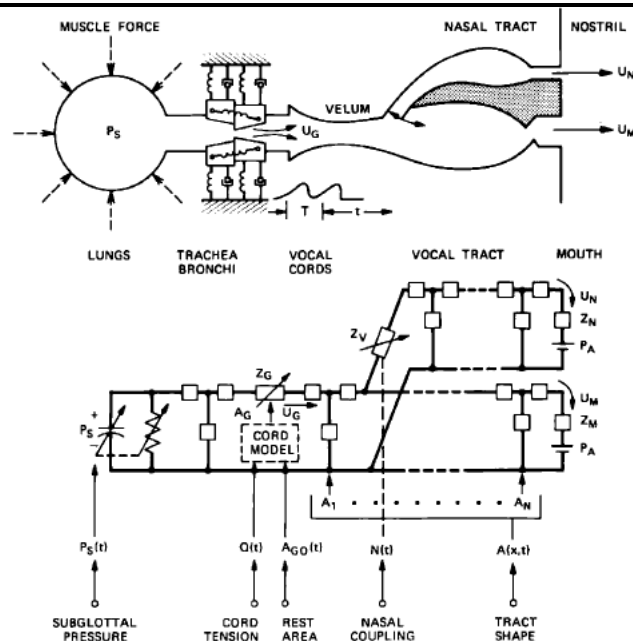 MUSCLE FORCE NASAL TRACT NOSTRIL
U_N
VELUM
P_S U_G U_M
T t
LUNGS TRACHEA VOCAL VOCAL TRACT MOUTH
BRONCHI CORDS
U_N
Z_V Z_N
P_A
Z_G
A_G U_G U_M
P_S + − CORD Z_M
MODEL P_A
A_1 A_N
P_S(t) Q(t) A_G0(t) N(t) A(x,t)
SUBGLOTTAL CORD REST NASAL TRACT
PRESSURE TENSION AREA COUPLING SHAPE